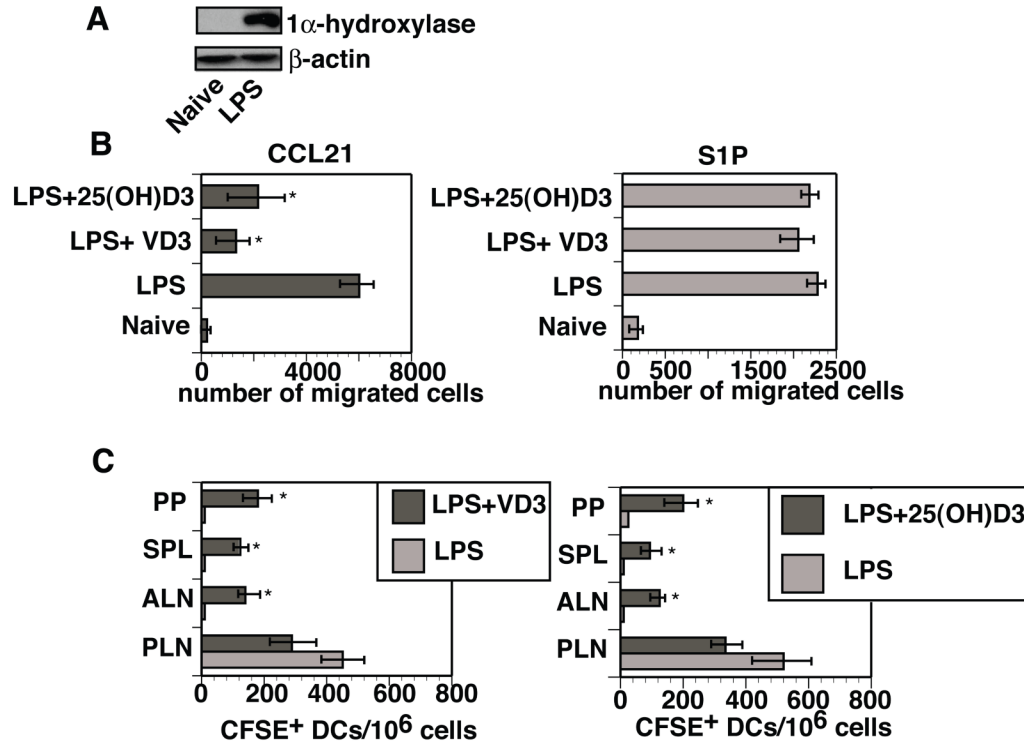 A
1α-hydroxylase
β-actin
Naive LPS
B
CCL21
LPS+25(OH)D3
*
LPS+ VD3
*
LPS
Naive
0 4000 8000
number of migrated cells
S1P
LPS+25(OH)D3
LPS+ VD3
LPS
Naive
0 500 1500 2500
number of migrated cells
C
PP
*
SPL
*
ALN
*
PLN
LPS+VD3
LPS
0 200 400 600 800
CFSE+ DCs/10⁶ cells
PP
*
SPL
*
ALN
*
PLN
LPS+25(OH)D3
LPS
0 200 400 600 800
CFSE+ DCs/10⁶ cells